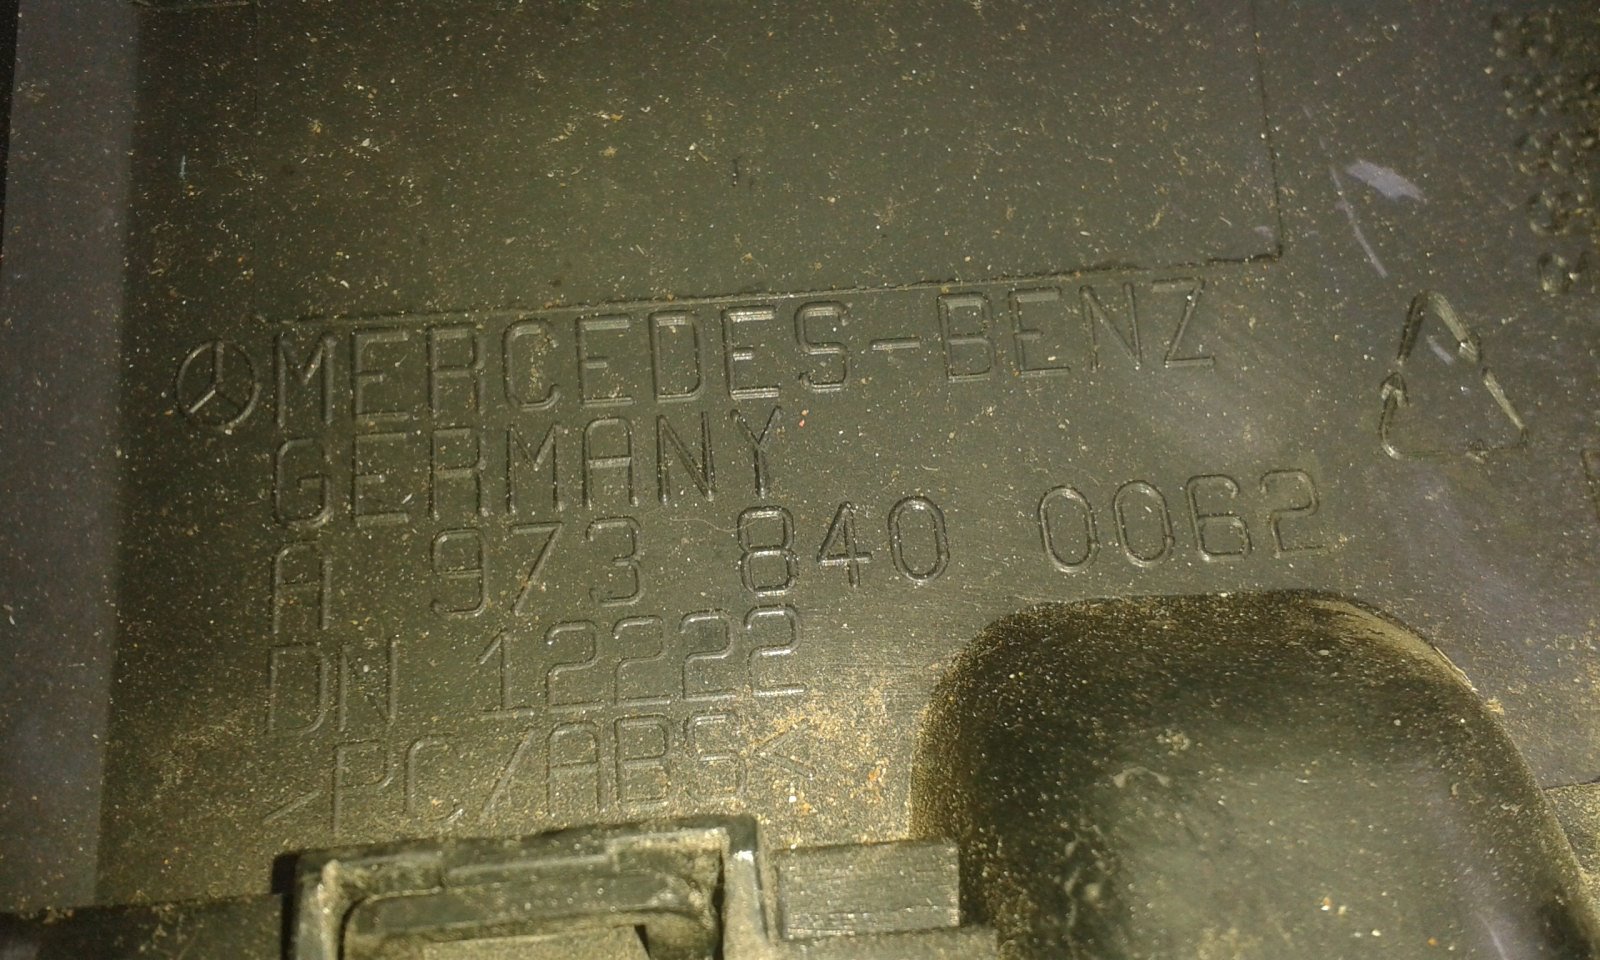 MERCEDES-BENZ
GERMANY
A 973 840 0062
DN 12222
>PC/ABS<